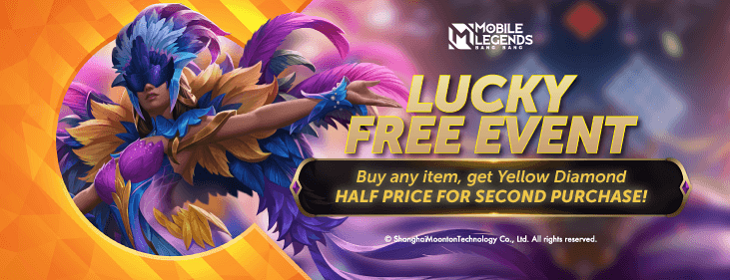 MOBILE
LEGENDS
BANG BANG
LUCKY
FREE EVENT
Buy any item, get Yellow Diamond
HALF PRICE FOR SECOND PURCHASE!
© ShanghaiMoontonTechnology Co., Ltd. All rights reserved.